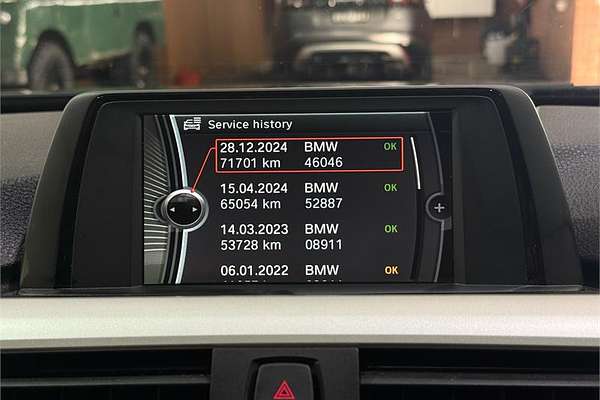 Service history
28.12.2024 BMW OK
71701 km 46046
15.04.2024 BMW OK
65054 km 52887
14.03.2023 BMW OK
53728 km 08911
06.01.2022 BMW OK
+